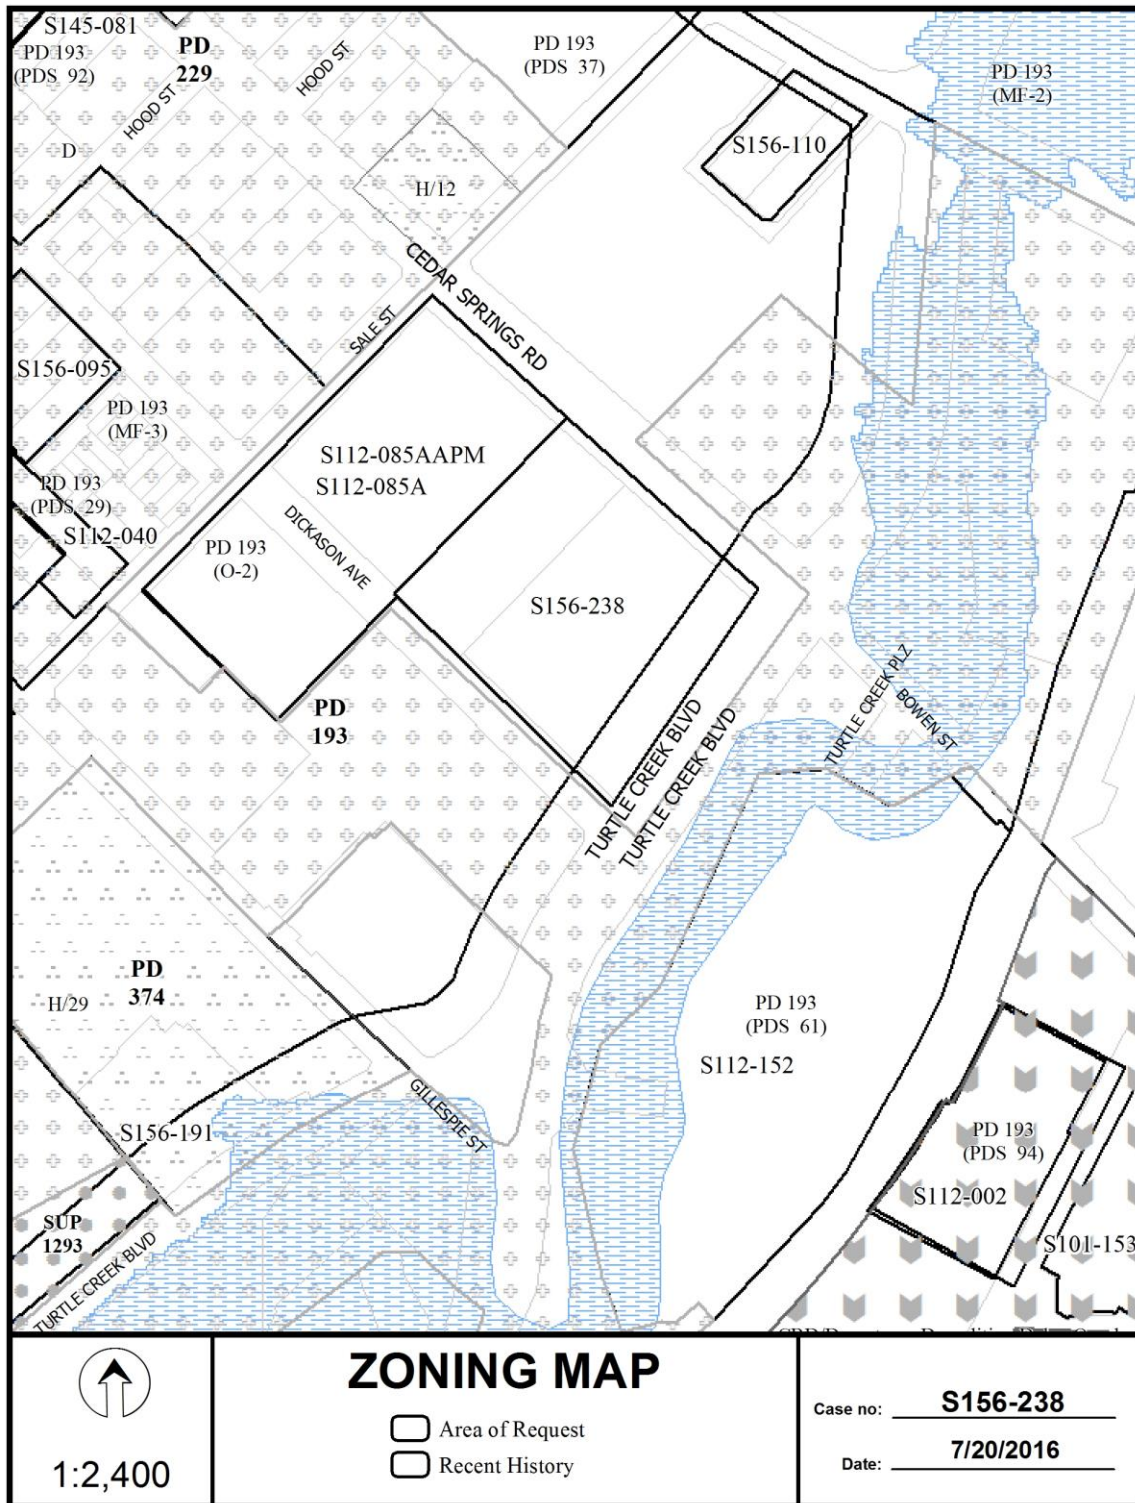 S145-081
PD 193
(PDS 92)
PD
229
HOOD ST
HOOD ST
D
PD 193
(PDS 37)
PD 193
(MF-2)
S156-110
H/12
CEDAR SPRINGS RD
SALE ST
S156-095
PD 193
(MF-3)
PD 193
(PDS 29)
S112-040
S112-085AAPM
S112-085A
DICKASON AVE
PD 193
(O-2)
S156-238
PD
193
TURTLE CREEK BLVD
TURTLE CREEK BLVD
TURTLE CREEK PLZ
BOWEN ST
PD
374
H/29
PD 193
(PDS 61)
S112-152
GILLESPIE ST
S156-191
SUP
1293
TURTLE CREEK BLVD
PD 193
(PDS 94)
S112-002
S101-153
1:2,400
ZONING MAP
Area of Request
Recent History
Case no: S156-238
Date: 7/20/2016